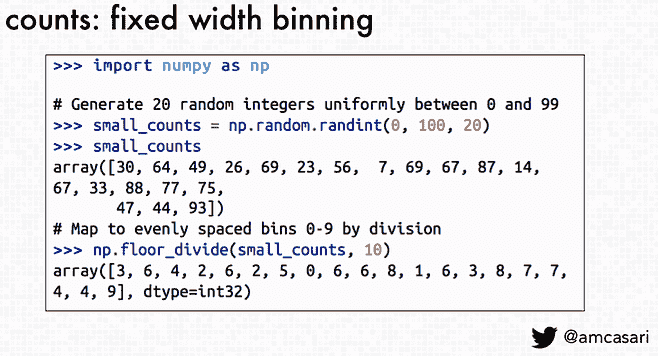 counts: fixed width binning
>>> import numpy as np
# Generate 20 random integers uniformly between 0 and 99
>>> small_counts = np.random.randint(0, 100, 20)
>>> small_counts
array([30, 64, 49, 26, 69, 23, 56,  7, 69, 67, 87, 14,
67, 33, 88, 77, 75,
       47, 44, 93])
# Map to evenly spaced bins 0-9 by division
>>> np.floor_divide(small_counts, 10)
array([3, 6, 4, 2, 6, 2, 5, 0, 6, 6, 8, 1, 6, 3, 8, 7, 7,
4, 4, 9], dtype=int32)
@amcasari